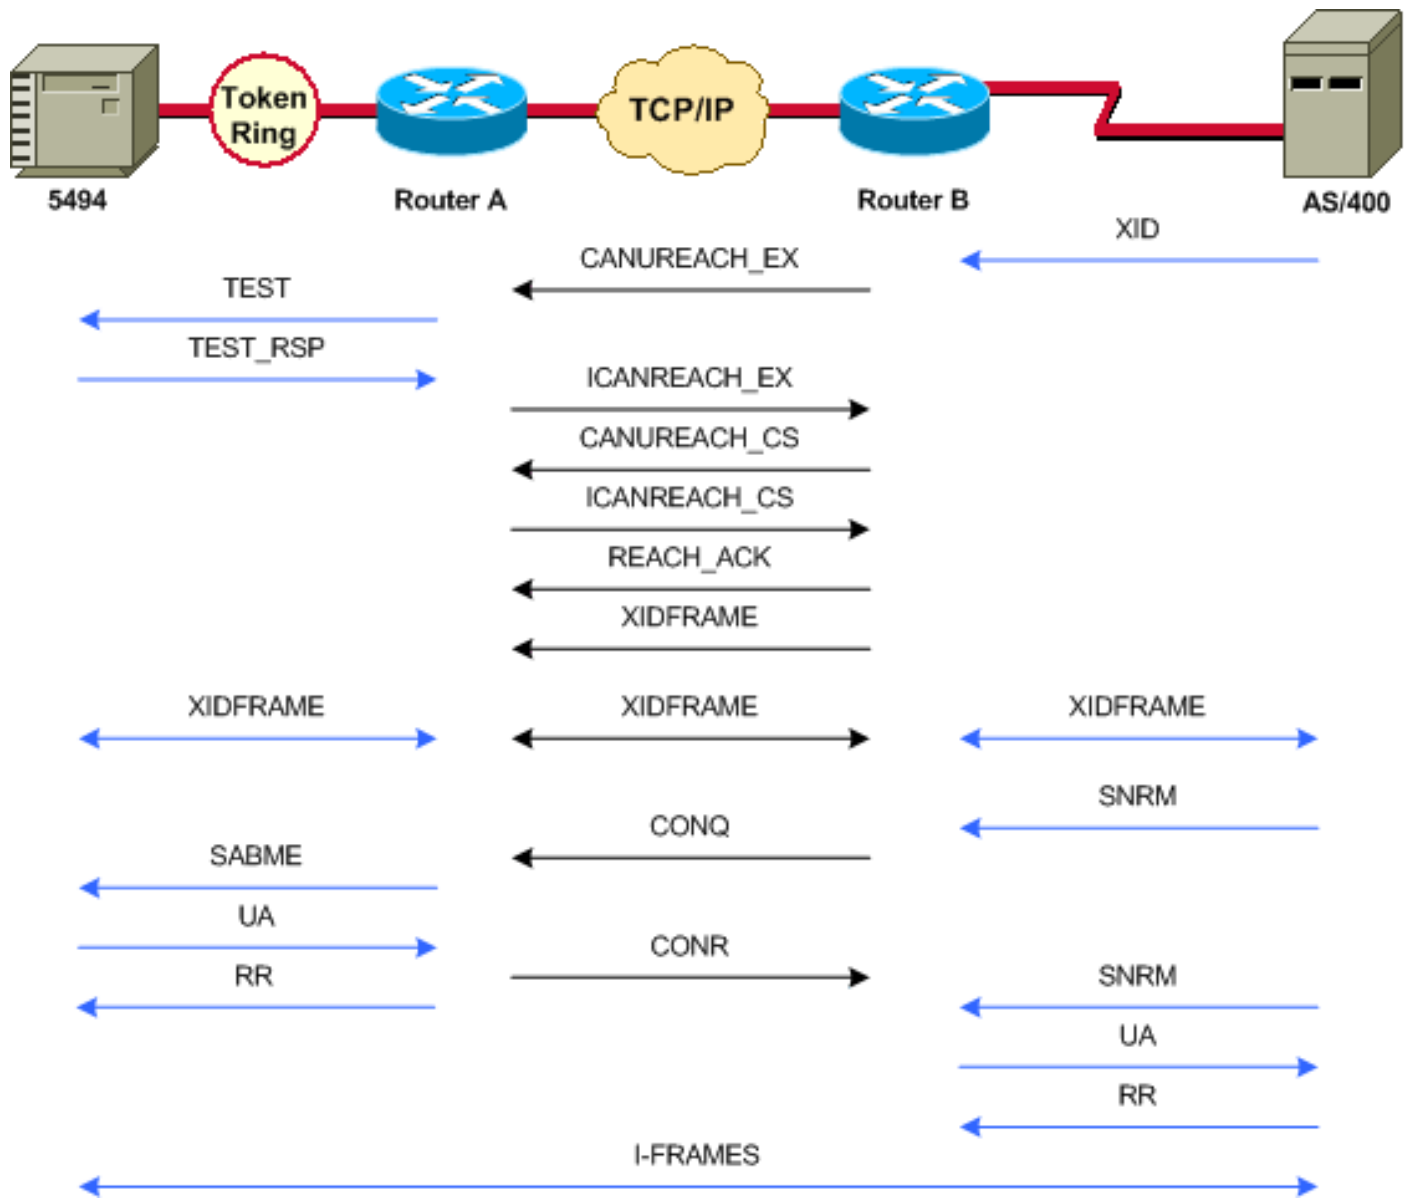 Token
Ring
TCP/IP
5494
Router A
Router B
AS/400
XID
CANUREACH_EX
TEST
TEST_RSP
ICANREACH_EX
CANUREACH_CS
ICANREACH_CS
REACH_ACK
XIDFRAME
XIDFRAME
XIDFRAME
XIDFRAME
SNRM
CONQ
SABME
UA
CONR
RR
SNRM
UA
RR
I-FRAMES